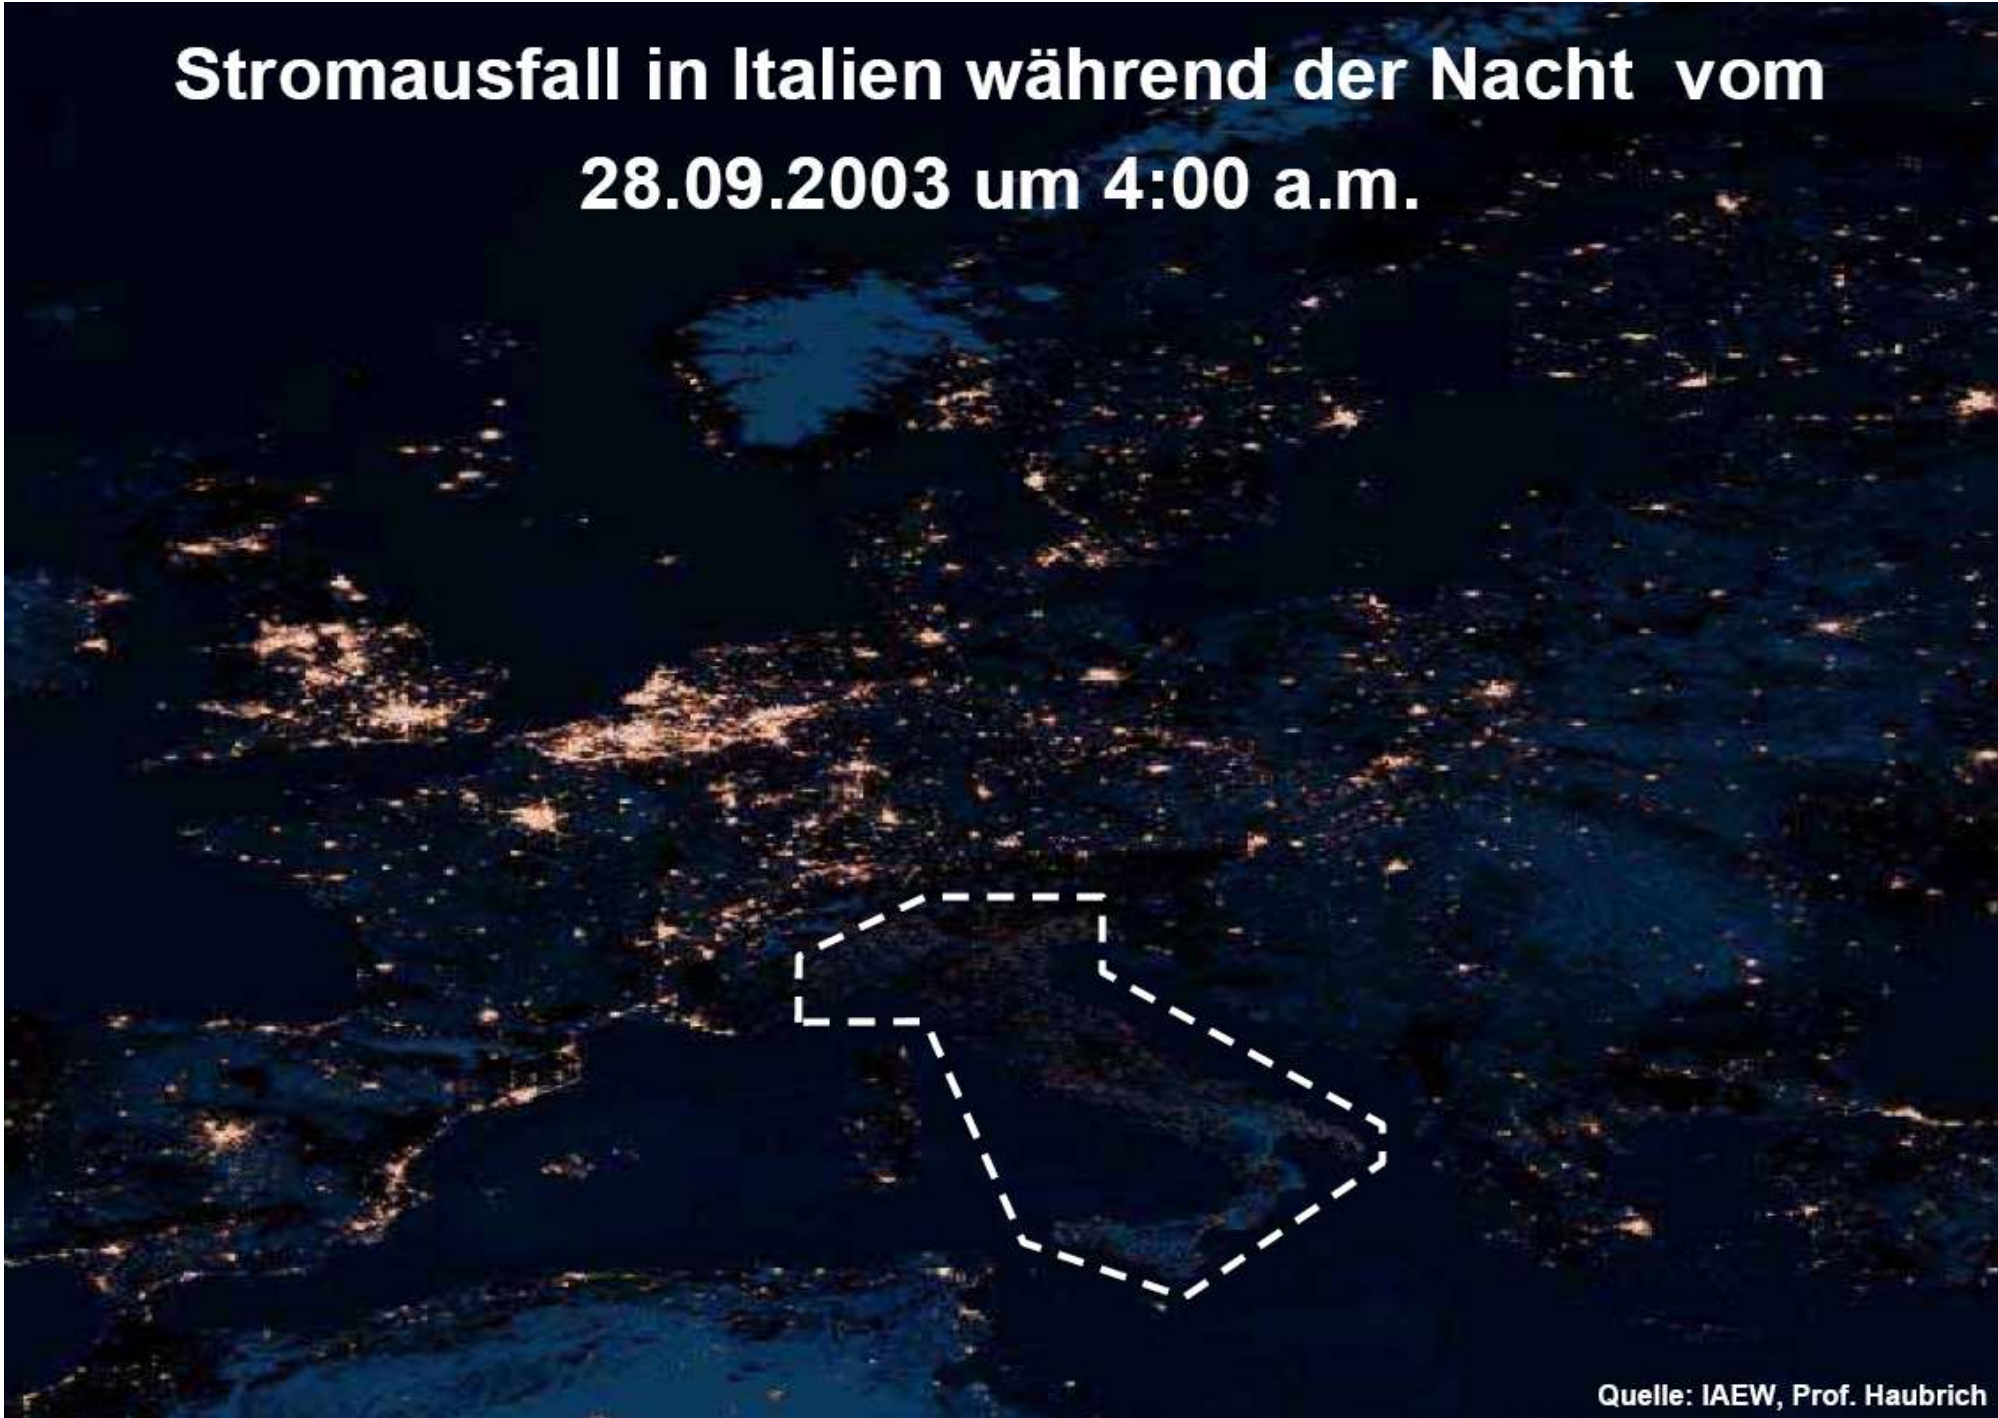 Stromausfall in Italien während der Nacht  vom
28.09.2003 um 4:00 a.m.
Quelle: IAEW, Prof. Haubrich